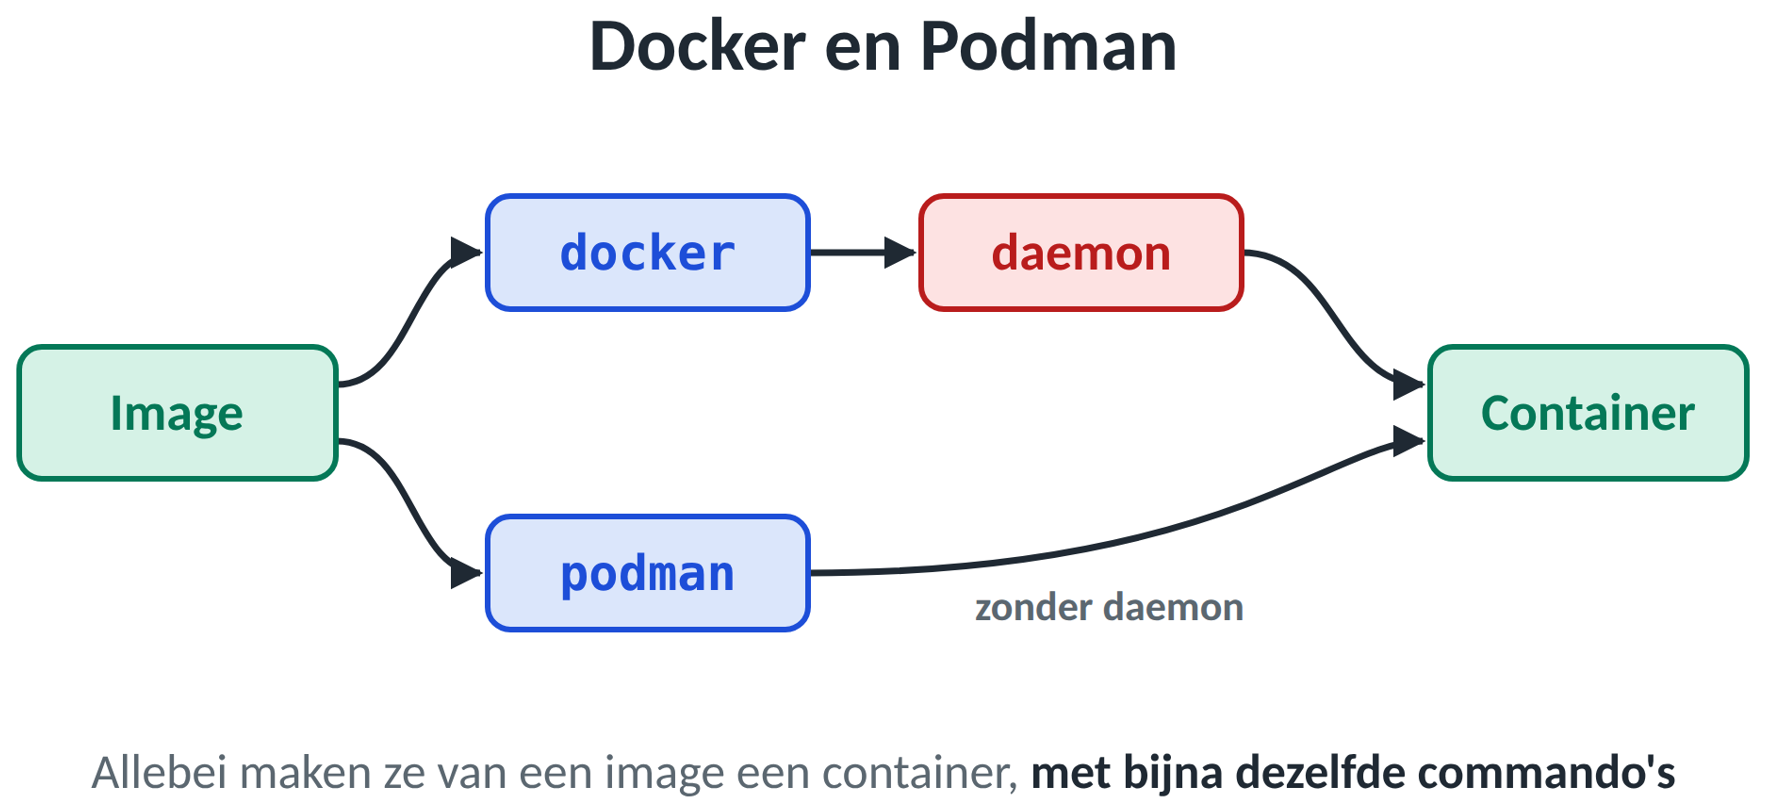 Docker en Podman
docker
daemon
Image
Container
podman
zonder daemon
Allebei maken ze van een image een container, met bijna dezelfde commando's